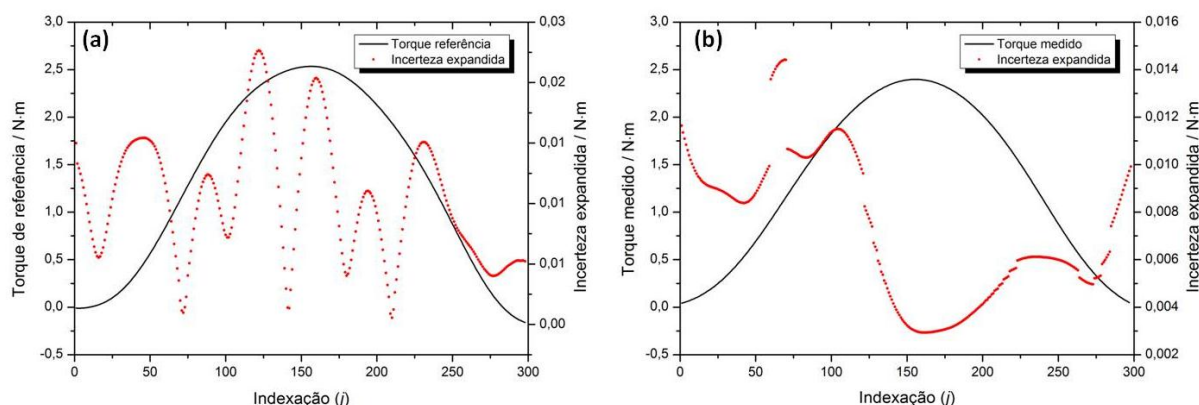 (a)
Torque referência
Incerteza expandida
Torque de referência / N·m
3,0
2,5
2,0
1,5
1,0
0,5
0,0
-0,5
0,03
0,02
0,01
0,01
0,01
0,00
Incerteza expandida / N·m
0 50 100 150 200 250 300
Indexação (j)
(b)
Torque medido
Incerteza expandida
Torque medido / N·m
3,0
2,5
2,0
1,5
1,0
0,5
0,0
-0,5
0,016
0,014
0,012
0,010
0,008
0,006
0,004
0,002
Incerteza expandida / N·m
0 50 100 150 200 250 300
Indexação (j)